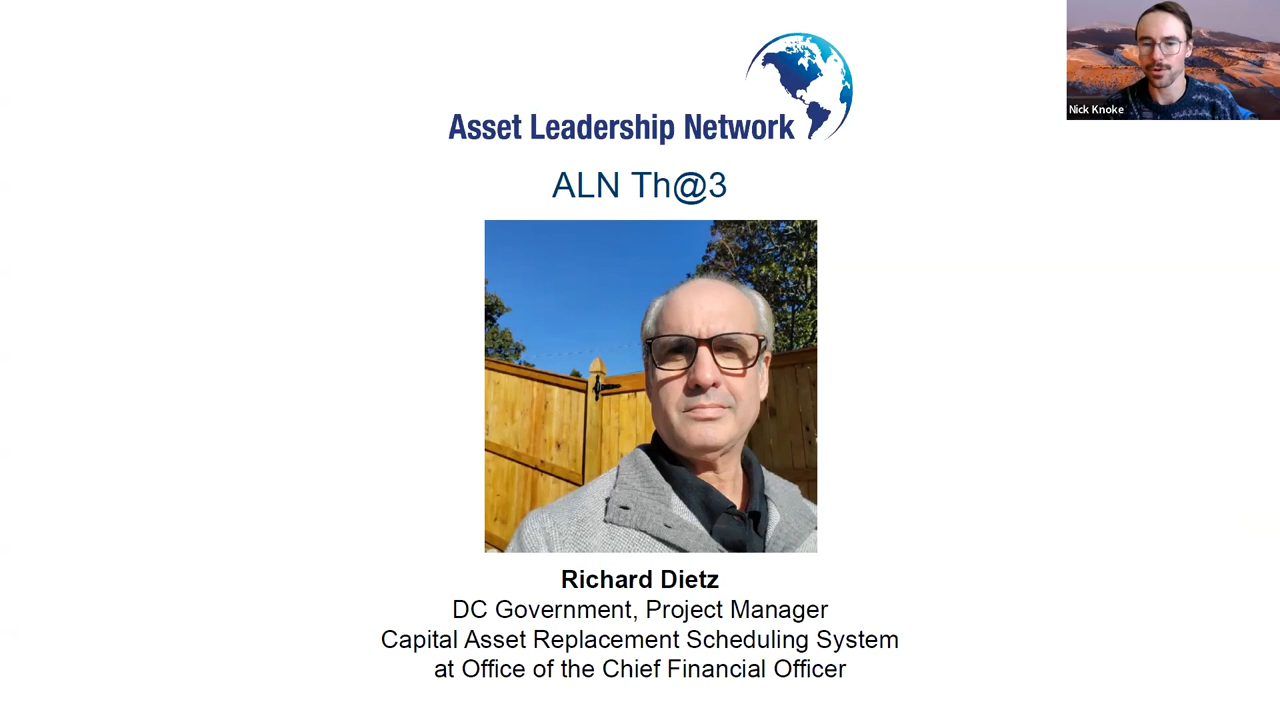 Asset Leadership Network
Nick Knoke
ALN Th@3
Richard Dietz
DC Government, Project Manager
Capital Asset Replacement Scheduling System
at Office of the Chief Financial Officer